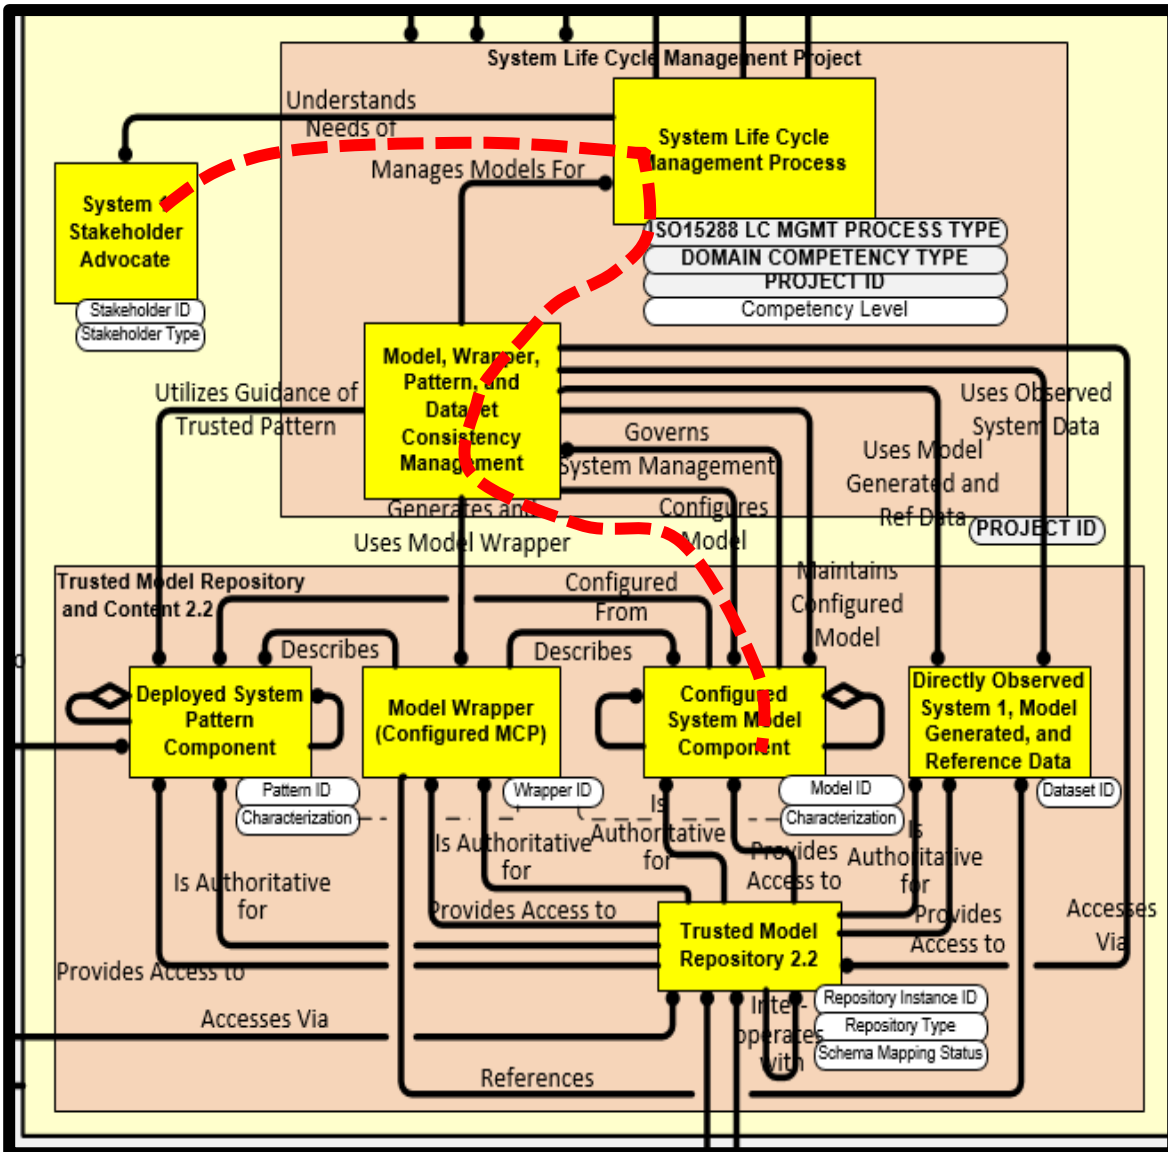 System Life Cycle Management Project
Understands
Needs of
System Life Cycle
Management Process
Manages Models For
System 1
Stakeholder
Advocate
ISO15288 LC MGMT PROCESS TYPE
DOMAIN COMPETENCY TYPE
PROJECT ID
Competency Level
Stakeholder ID
Stakeholder Type
Model, Wrapper,
Pattern, and
Dataset
Consistency
Management
Utilizes Guidance of
Trusted Pattern
Uses Observed
System Data
Governs
System Management
Uses Model
Generated and
Ref Data
Generates and
Uses Model Wrapper
Configures
Model
PROJECT ID
Trusted Model Repository
and Content 2.2
Configured
From
Maintains
Configured
Model
Describes
Describes
Deployed System
Pattern
Component
Model Wrapper
(Configured MCP)
Configured
System Model
Component
Directly Observed
System 1, Model
Generated, and
Reference Data
Pattern ID
Characterization
Wrapper ID
Model ID
Characterization
Dataset ID
Is Authoritative
for
Is Authoritative
for
Is
Authoritative
for
Provides
Access to
Is
Authoritative
for
Provides Access to
Provides
Access to
Accesses
Via
Trusted Model
Repository 2.2
Provides Access to
Accesses Via
Inter-
operates
with
Repository Instance ID
Repository Type
Schema Mapping Status
References